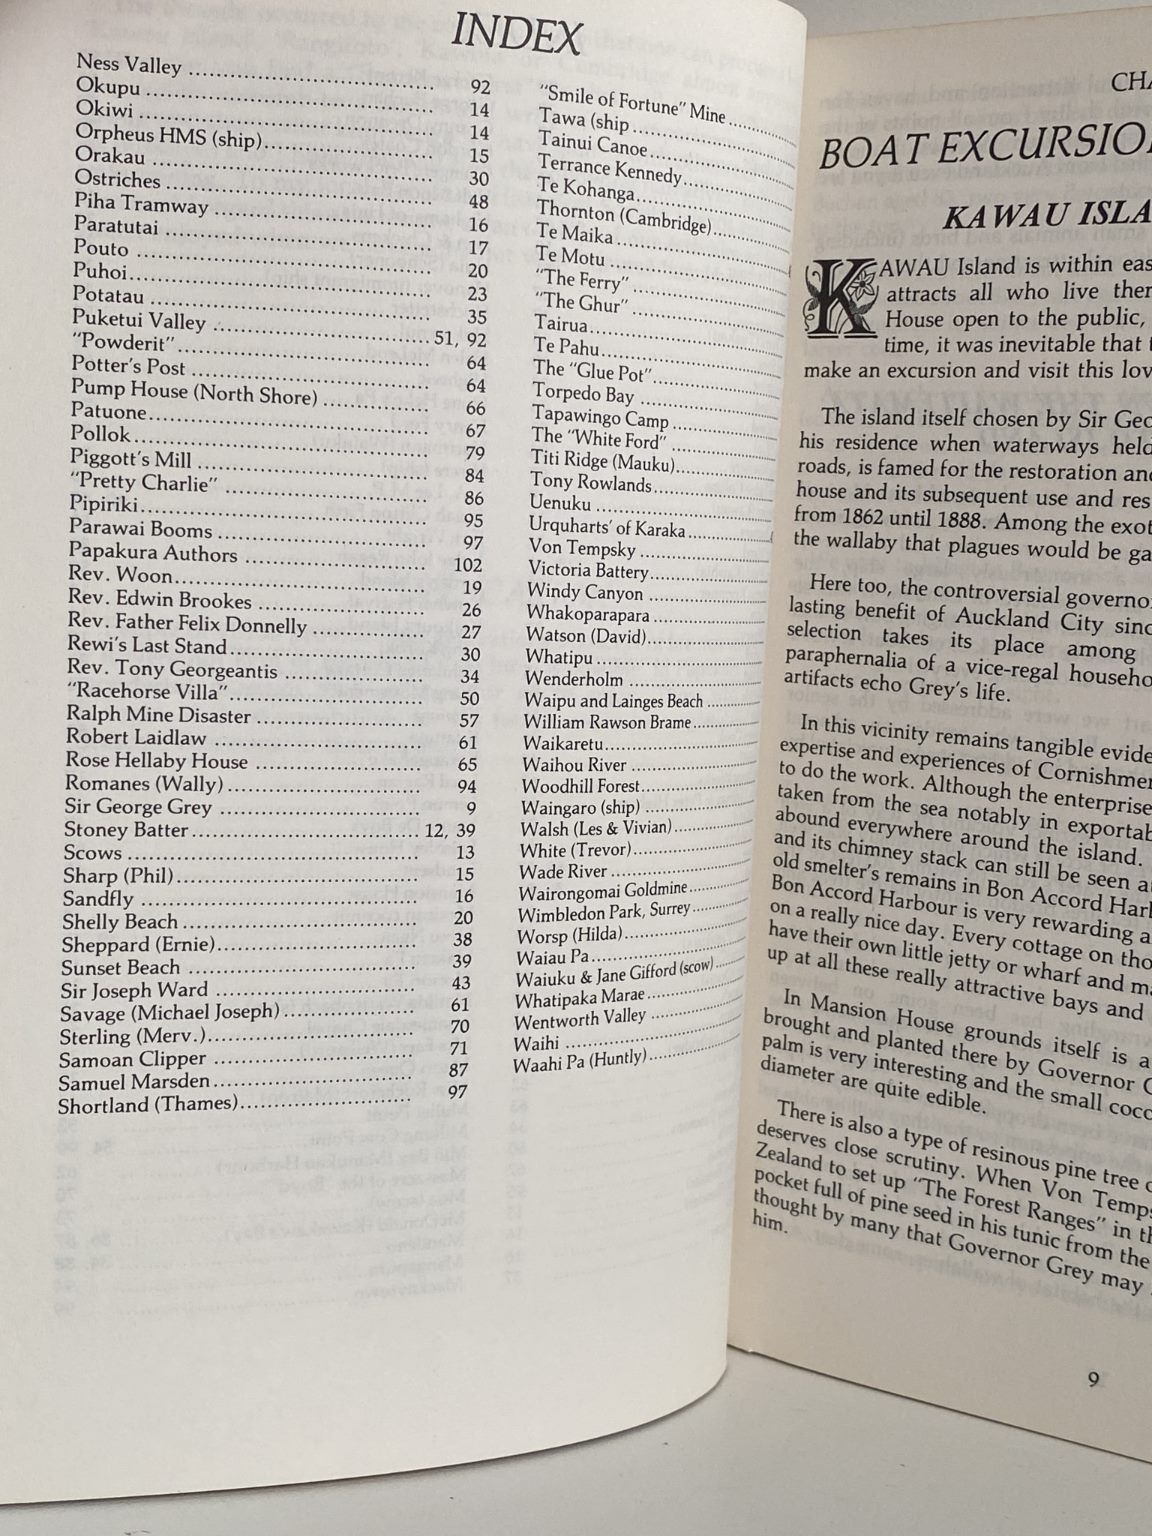 INDEX
Ness Valley .......... 92
Okupu .......... 14
Okiwi .......... 14
Orpheus HMS (ship) .......... 15
Orakau .......... 30
Ostriches .......... 48
Piha Tramway .......... 16
Paratutai .......... 17
Pouto .......... 20
Puhoi .......... 23
Potatau .......... 35
Puketui Valley .......... 51, 92
"Powderit" .......... 64
Potter's Post .......... 64
Pump House (North Shore) .......... 66
Patuone .......... 67
Pollok .......... 79
Piggott's Mill .......... 84
"Pretty Charlie" .......... 86
Pipiriki .......... 95
Parawai Booms .......... 97
Papakura Authors .......... 102
Rev. Woon .......... 19
Rev. Edwin Brookes .......... 26
Rev. Father Felix Donnelly .......... 27
Rewi's Last Stand .......... 30
Rev. Tony Georgeantis .......... 34
"Racehorse Villa" .......... 50
Ralph Mine Disaster .......... 57
Robert Laidlaw .......... 61
Rose Hellaby House .......... 65
Romanes (Wally) .......... 94
Sir George Grey .......... 9
Stoney Batter .......... 12, 39
Scows .......... 13
Sharp (Phil) .......... 15
Sandfly .......... 16
Shelly Beach .......... 20
Sheppard (Ernie) .......... 38
Sunset Beach .......... 39
Sir Joseph Ward .......... 43
Savage (Michael Joseph) .......... 61
Sterling (Merv.) .......... 70
Samoan Clipper .......... 71
Samuel Marsden .......... 87
Shortland (Thames) .......... 97
"Smile of Fortune" Mine ..........
Tawa (ship ..........
Tainui Canoe ..........
Terrance Kennedy ..........
Te Kohanga ..........
Thornton (Cambridge) ..........
Te Maika ..........
Te Motu ..........
"The Ferry" ..........
"The Ghur" ..........
Tairua ..........
Te Pahu ..........
The "Glue Pot" ..........
Torpedo Bay ..........
Tapawingo Camp ..........
The "White Ford" ..........
Titi Ridge (Mauku) ..........
Tony Rowlands ..........
Uenuku ..........
Urquharts' of Karaka ..........
Von Tempsky ..........
Victoria Battery ..........
Windy Canyon ..........
Whakoparapara ..........
Watson (David) ..........
Whatipu ..........
Wenderholm ..........
Waipu and Lainges Beach ..........
William Rawson Brame ..........
Waikaretu ..........
Waihou River ..........
Woodhill Forest ..........
Waingaro (ship) ..........
Walsh (Les & Vivian) ..........
White (Trevor) ..........
Wade River ..........
Wairongomai Goldmine ..........
Wimbledon Park, Surrey ..........
Worsp (Hilda) ..........
Waiau Pa ..........
Waiuku & Jane Gifford (scow) ..........
Whatipaka Marae ..........
Wentworth Valley ..........
Waihi ..........
Waahi Pa (Huntly) ..........
CHA
BOAT EXCURSIO
KAWAU ISLA
KAWAU Island is within eas
attracts all who live ther
House open to the public,
time, it was inevitable that t
make an excursion and visit this lov
The island itself chosen by Sir Geo
his residence when waterways held
roads, is famed for the restoration and
house and its subsequent use and res
from 1862 until 1888. Among the exot
the wallaby that plagues would be ga
Here too, the controversial governo
lasting benefit of Auckland City sinc
selection takes its place among
paraphernalia of a vice-regal househo
artifacts echo Grey's life.
In this vicinity remains tangible evide
expertise and experiences of Cornishmen
to do the work. Although the enterprise
taken from the sea notably in exportab
abound everywhere around the island.
and its chimney stack can still be seen a
old smelter's remains in Bon Accord Harb
Bon Accord Harbour is very rewarding a
on a really nice day. Every cottage on tho
have their own little jetty or wharf and ma
up at all these really attractive bays and
In Mansion House grounds itself is a
brought and planted there by Governor G
palm is very interesting and the small coco
diameter are quite edible.
There is also a type of resinous pine tree
deserves close scrutiny. When Von Temps
Zealand to set up "The Forest Ranges" in th
pocket full of pine seed in his tunic from the
thought by many that Governor Grey may
him.
9